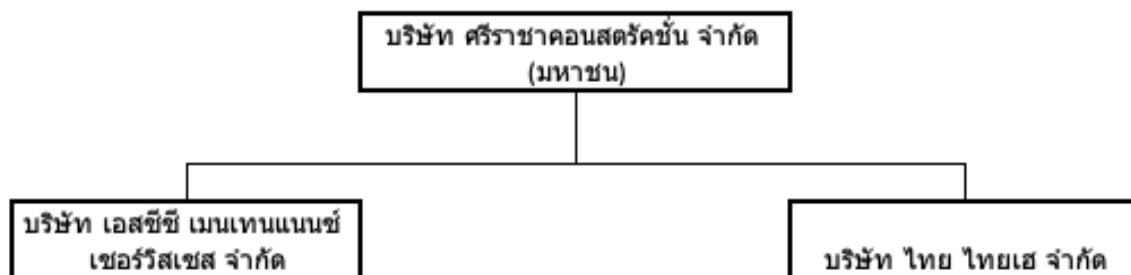 บริษัท ศรีราชาคอนสตรัคชั่น จำกัด
(มหาชน)
บริษัท เอสซีซี เมนเทนแนนซ์
เซอร์วิสเซส จำกัด
บริษัท ไทย ไทยเฮ จำกัด